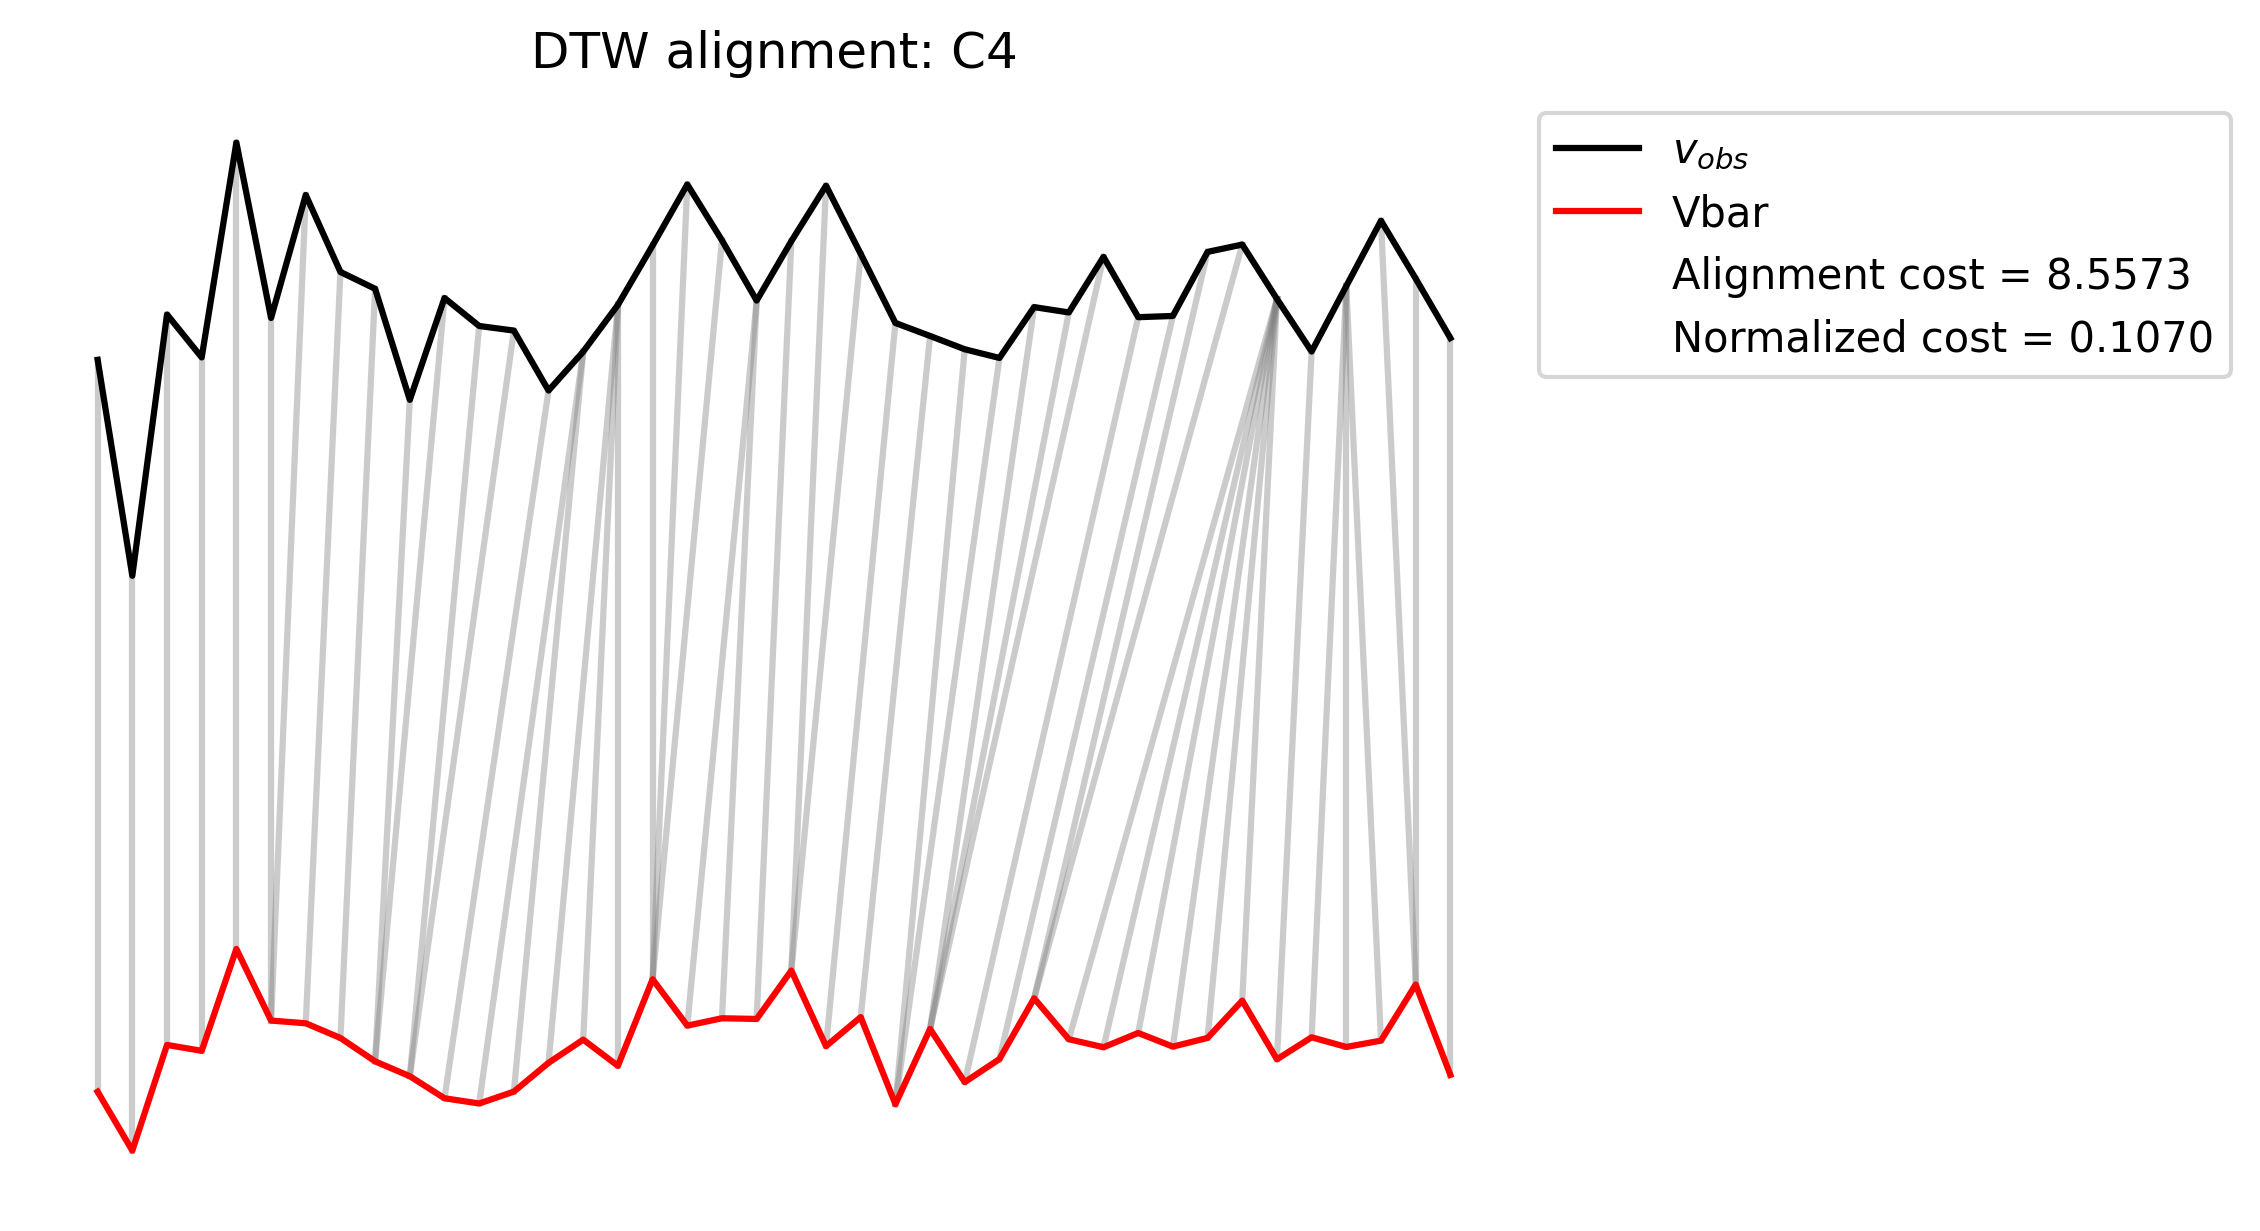 DTW alignment: C4
v_obs
Vbar
Alignment cost = 8.5573
Normalized cost = 0.1070